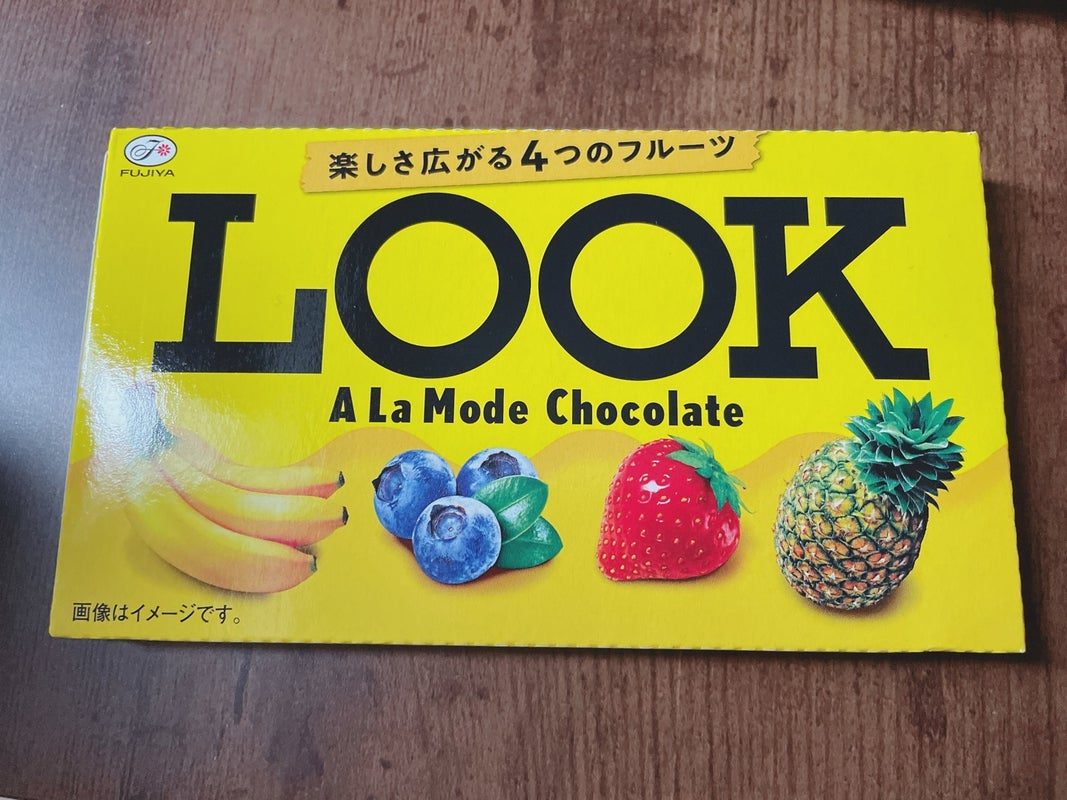 FUJIYA
楽しさ広がる4つのフルーツ
LOOK
A La Mode Chocolate
画像はイメージです。